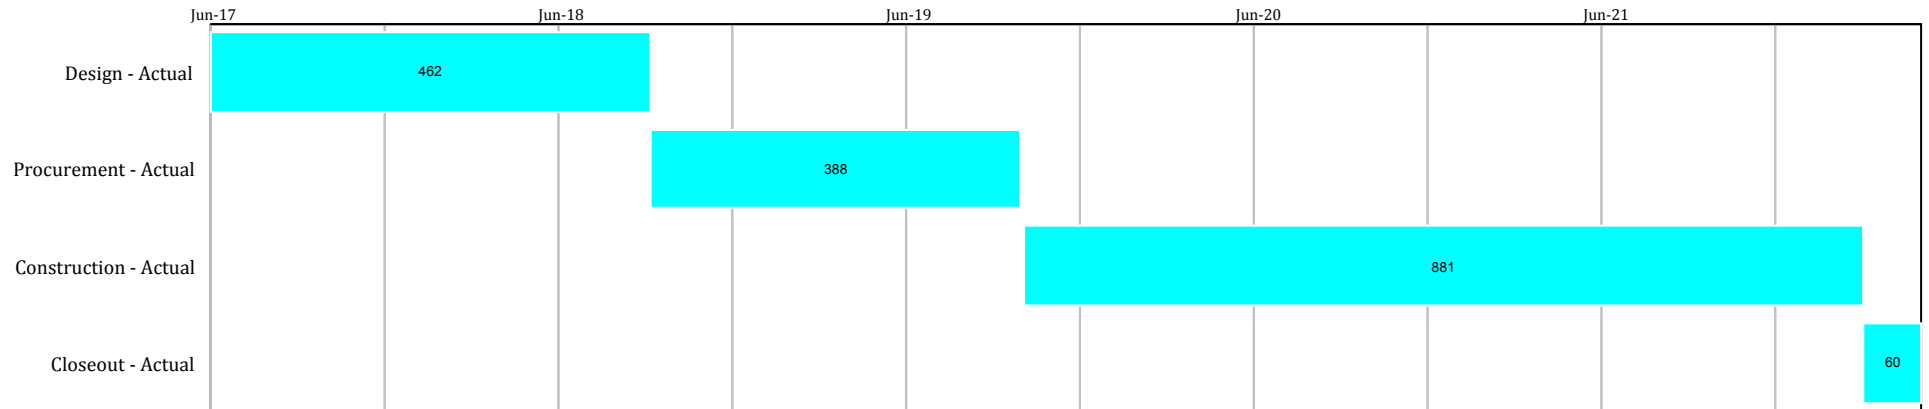 Jun-17 Jun-18 Jun-19 Jun-20 Jun-21
Design - Actual 462
Procurement - Actual 388
Construction - Actual 881
Closeout - Actual 60